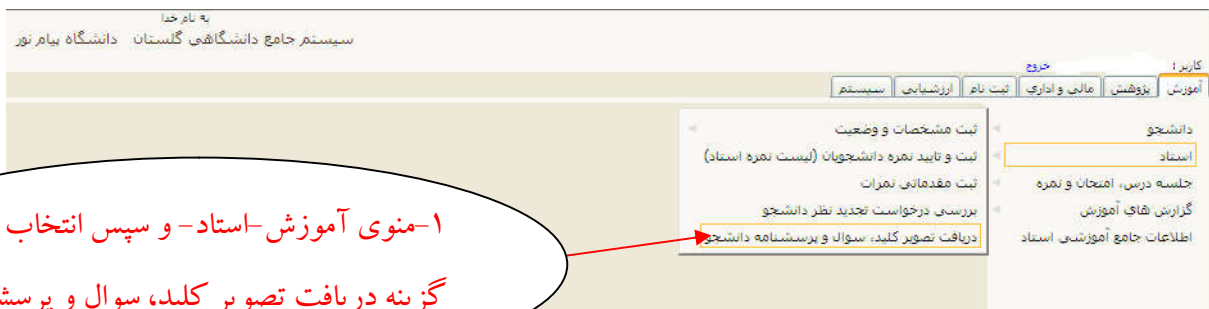 به نام خدا
سیستم جامع دانشگاهی گلستان   دانشگاه پیام نور
کاربر :
خروج
آموزش   پژوهش   مالی و اداری   ثبت نام   ارزشیابی   سیستم
دانشجو
استاد
جلسه درس، امتحان و نمره
گزارش های آموزش
اطلاعات جامع آموزشی استاد
ثبت مشخصات و وضعیت
ثبت و تایید نمره دانشجویان (لیست نمره استاد)
ثبت مقدماتی نمرات
بررسی درخواست تجدید نظر دانشجو
دریافت تصویر کلید، سوال و پرسشنامه دانشجو
۱-منوی آموزش-استاد- و سپس انتخاب
گزینه دریافت تصویر کلید، سوال و